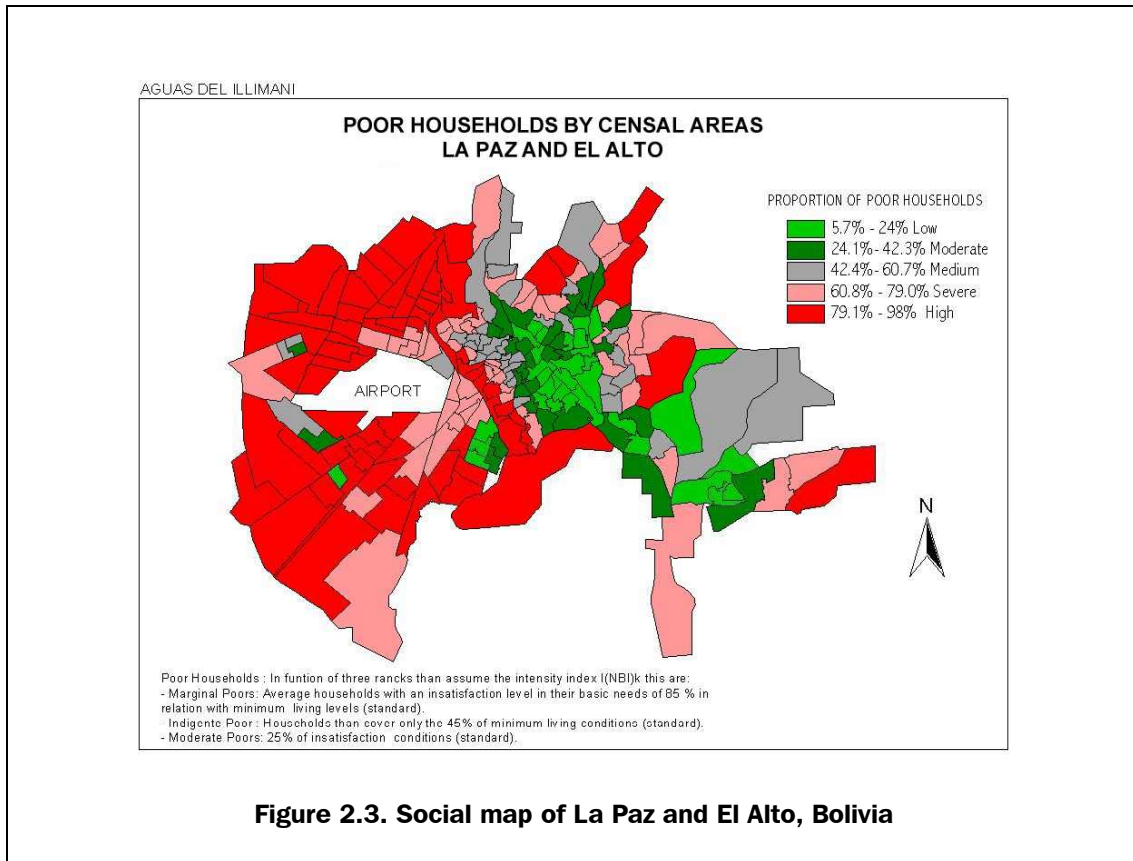 AGUAS DEL ILLIMANI
POOR HOUSEHOLDS BY CENSAL AREAS
LA PAZ AND EL ALTO
PROPORTION OF POOR HOUSEHOLDS
5.7% - 24% Low
24.1% - 42.3% Moderate
42.4% - 60.7% Medium
60.8% - 79.0% Severe
79.1% - 98% High
AIRPORT
N
Poor Households : In funtion of three rancks than assume the intensity index I(NBI)k this are:
- Marginal Poors: Average households with an insatisfaction level in their basic needs of 85 % in
relation with minimum living levels (standard).
- Indigente Poor : Households than cover only the 45% of minimum living conditions (standard).
- Moderate Poors: 25% of insatisfaction conditions (standard).
Figure 2.3. Social map of La Paz and El Alto, Bolivia